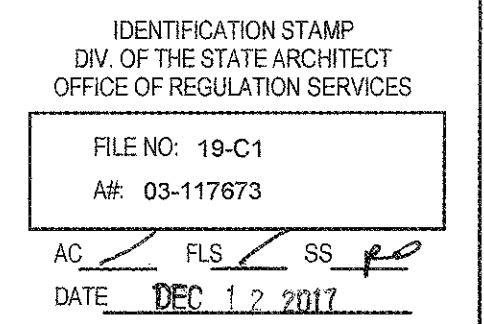 IDENTIFICATION STAMP
DIV. OF THE STATE ARCHITECT
OFFICE OF REGULATION SERVICES
FILE NO: 19-C1
A#: 03-117673
AC FLS SS
DATE DEC 12 2017